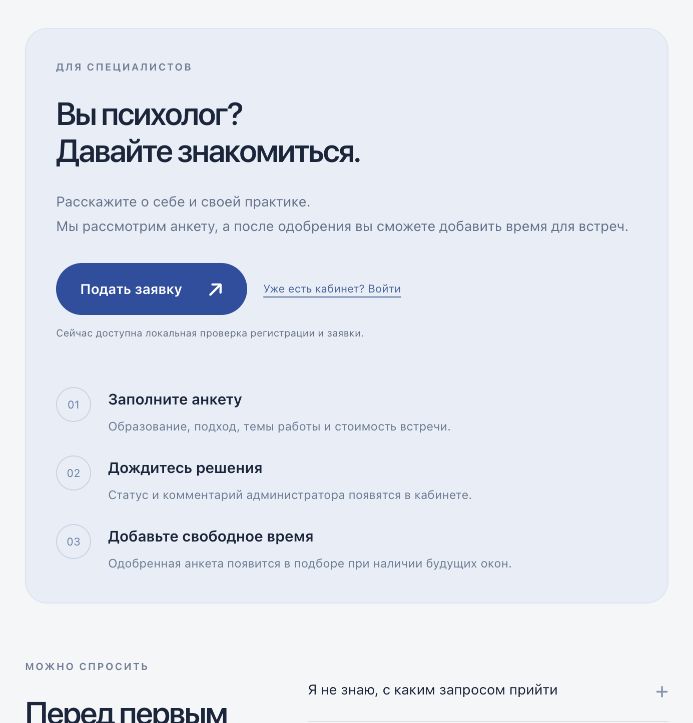 ДЛЯ СПЕЦИАЛИСТОВ
Вы психолог?
Давайте знакомиться.
Расскажите о себе и своей практике.
Мы рассмотрим анкету, а после одобрения вы сможете добавить время для встреч.
Подать заявку
Уже есть кабинет? Войти
Сейчас доступна локальная проверка регистрации и заявки.
01
Заполните анкету
Образование, подход, темы работы и стоимость встречи.
02
Дождитесь решения
Статус и комментарий администратора появятся в кабинете.
03
Добавьте свободное время
Одобренная анкета появится в подборе при наличии будущих окон.
МОЖНО СПРОСИТЬ
Перед первым
Я не знаю, с каким запросом прийти